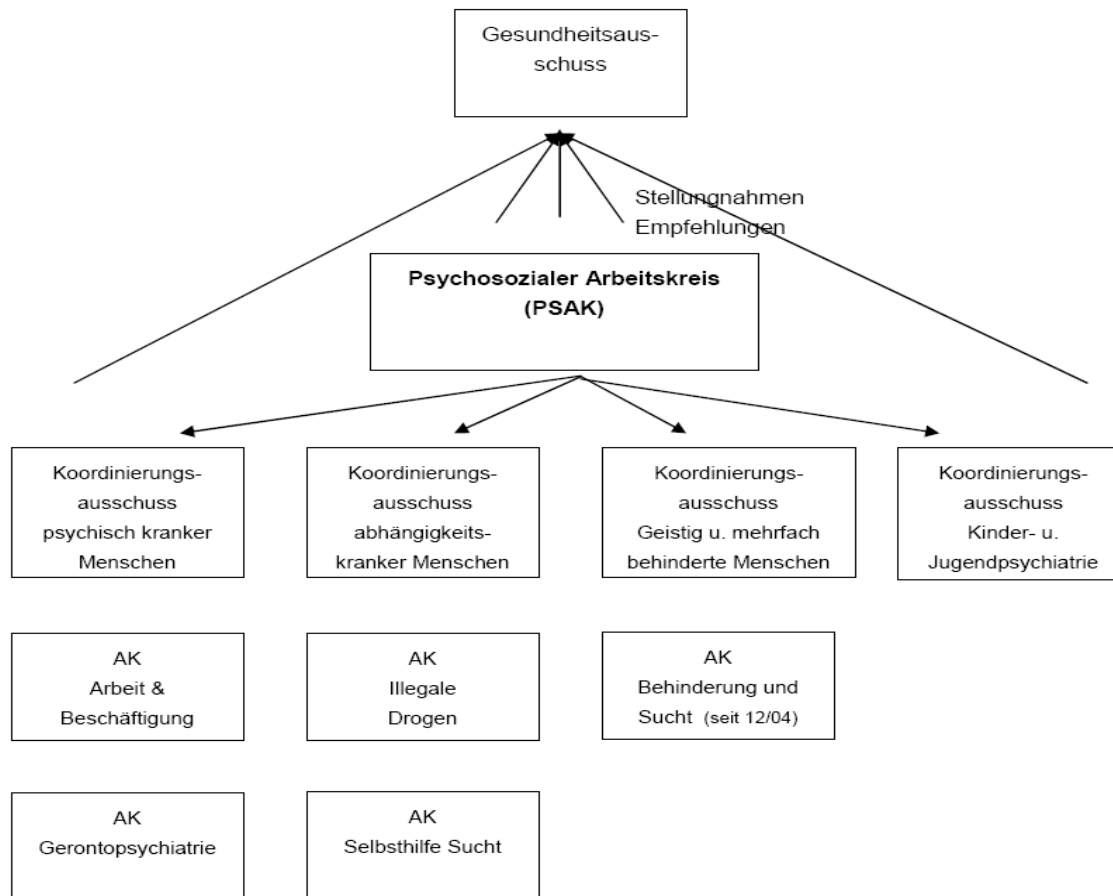 Gesundheitsaus-
schuss
Stellungnahmen
Empfehlungen
Psychosozialer Arbeitskreis
(PSAK)
Koordinierungs-
ausschuss
psychisch kranker
Menschen
Koordinierungs-
ausschuss
abhängigkeits-
kranker Menschen
Koordinierungs-
ausschuss
Geistig u. mehrfach
behinderte Menschen
Koordinierungs-
ausschuss
Kinder- u.
Jugendpsychiatrie
AK
Arbeit &
Beschäftigung
AK
Illegale
Drogen
AK
Behinderung und
Sucht (seit 12/04)
AK
Gerontopsychiatrie
AK
Selbsthilfe Sucht